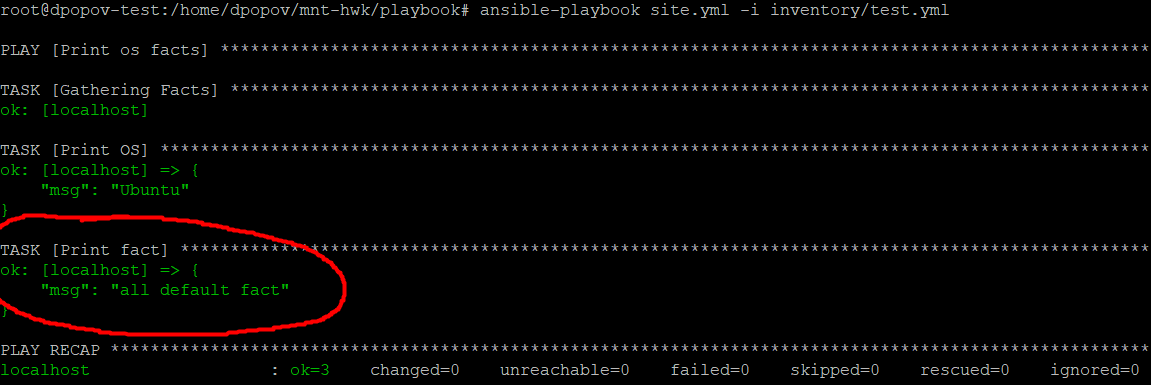 root@dpopov-test:/home/dpopov/mnt-hwk/playbook# ansible-playbook site.yml -i inventory/test.yml
PLAY [Print os facts] *********************************************************************************************
TASK [Gathering Facts] ********************************************************************************************
ok: [localhost]
TASK [Print OS] ***************************************************************************************************
ok: [localhost] => {
    "msg": "Ubuntu"
}
TASK [Print fact] *************************************************************************************************
ok: [localhost] => {
    "msg": "all default fact"
}
PLAY RECAP ********************************************************************************************************
localhost                  : ok=3    changed=0    unreachable=0    failed=0    skipped=0    rescued=0    ignored=0